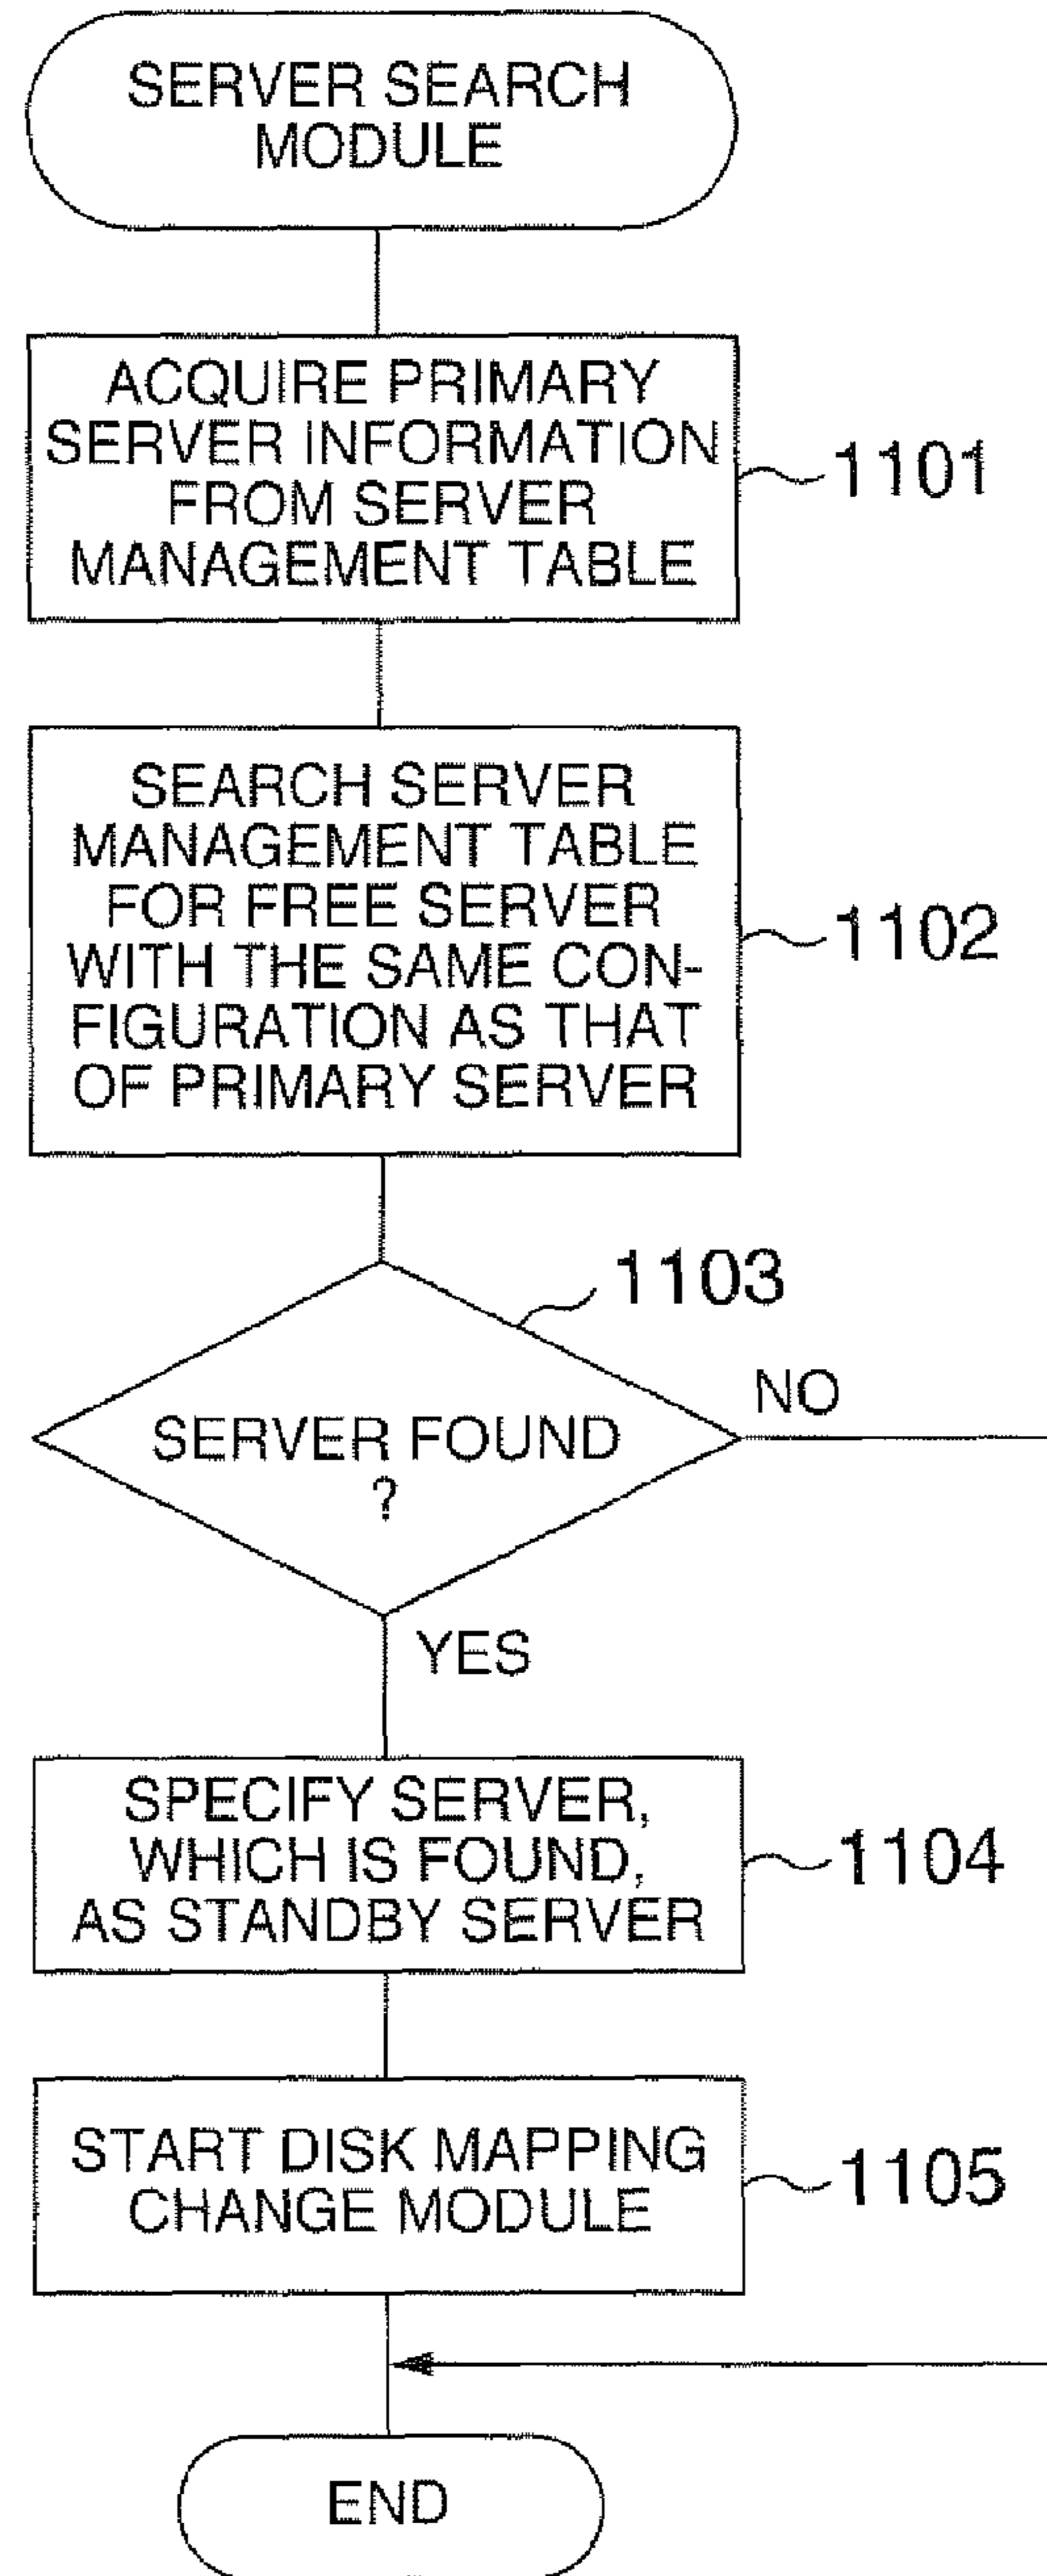 SERVER SEARCH
MODULE
ACQUIRE PRIMARY
SERVER INFORMATION
FROM SERVER
MANAGEMENT TABLE
1101
SEARCH SERVER
MANAGEMENT TABLE
FOR FREE SERVER
WITH THE SAME CON-
FIGURATION AS THAT
OF PRIMARY SERVER
1102
1103
SERVER FOUND
?
NO
YES
SPECIFY SERVER,
WHICH IS FOUND,
AS STANDBY SERVER
1104
START DISK MAPPING
CHANGE MODULE
1105
END